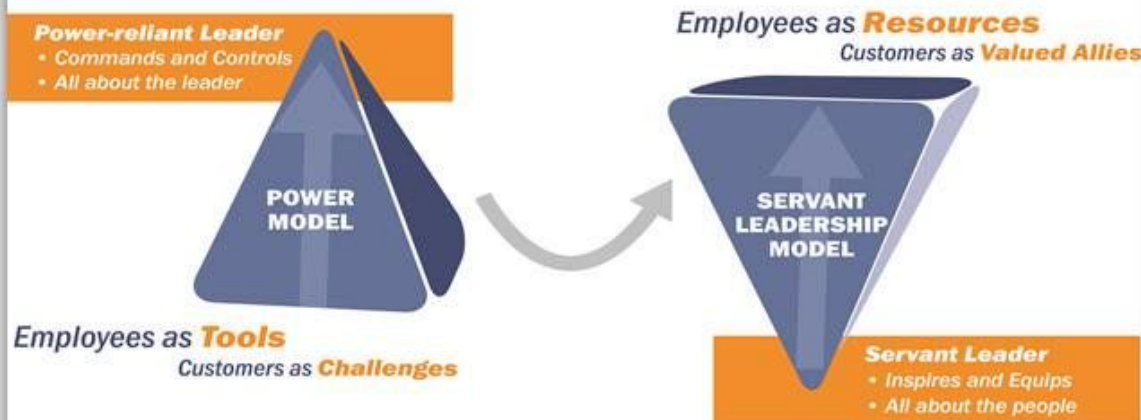 Power-reliant Leader
• Commands and Controls
• All about the leader
POWER
MODEL
Employees as Tools
Customers as Challenges
Employees as Resources
Customers as Valued Allies
SERVANT
LEADERSHIP
MODEL
Servant Leader
• Inspires and Equips
• All about the people